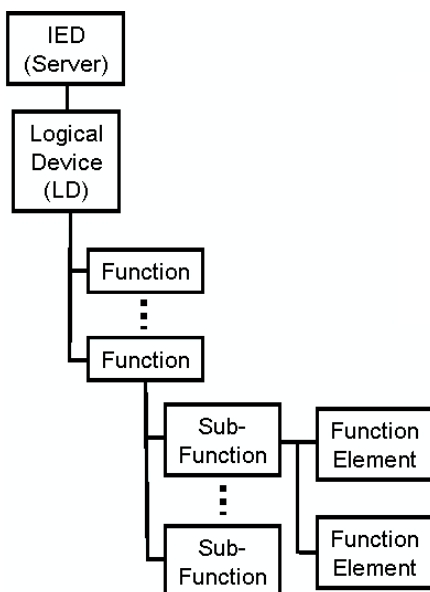 IED
(Server)
Logical
Device
(LD)
Function
Function
Sub-
Function
Function
Element
Sub-
Function
Function
Element